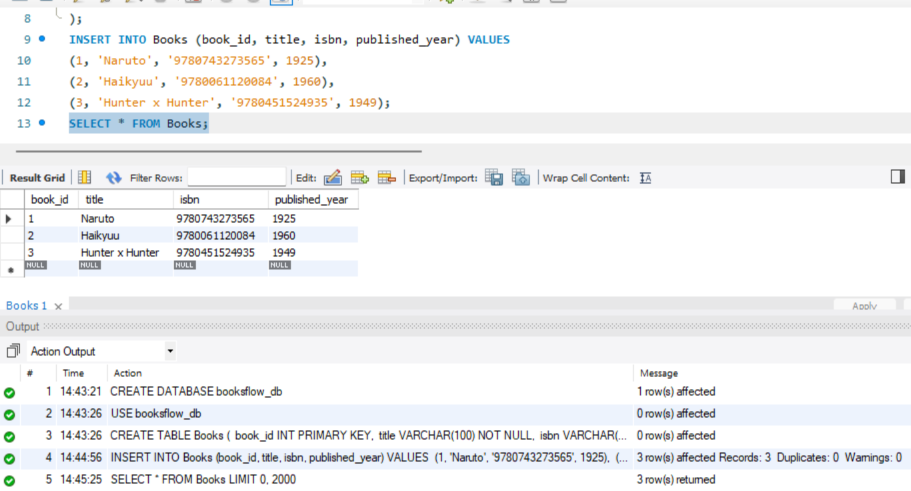 8 );
9 INSERT INTO Books (book_id, title, isbn, published_year) VALUES
10 (1, 'Naruto', '9780743273565', 1925),
11 (2, 'Haikyuu', '9780061120084', 1960),
12 (3, 'Hunter x Hunter', '9780451524935', 1949);
13 SELECT * FROM Books;
Result Grid Filter Rows: Edit: Export/Import: Wrap Cell Content:
book_id title isbn published_year
1 Naruto 9780743273565 1925
2 Haikyuu 9780061120084 1960
3 Hunter x Hunter 9780451524935 1949
NULL NULL NULL NULL
Books 1 Apply
Output
Action Output
# Time Action Message
1 14:43:21 CREATE DATABASE booksflow_db 1 row(s) affected
2 14:43:26 USE booksflow_db 0 row(s) affected
3 14:43:26 CREATE TABLE Books ( book_id INT PRIMARY KEY, title VARCHAR(100) NOT NULL, isbn VARCHAR(... 0 row(s) affected
4 14:44:56 INSERT INTO Books (book_id, title, isbn, published_year) VALUES (1, 'Naruto', '9780743273565', 1925), (... 3 row(s) affected Records: 3 Duplicates: 0 Warnings: 0
5 14:45:25 SELECT * FROM Books LIMIT 0, 2000 3 row(s) returned